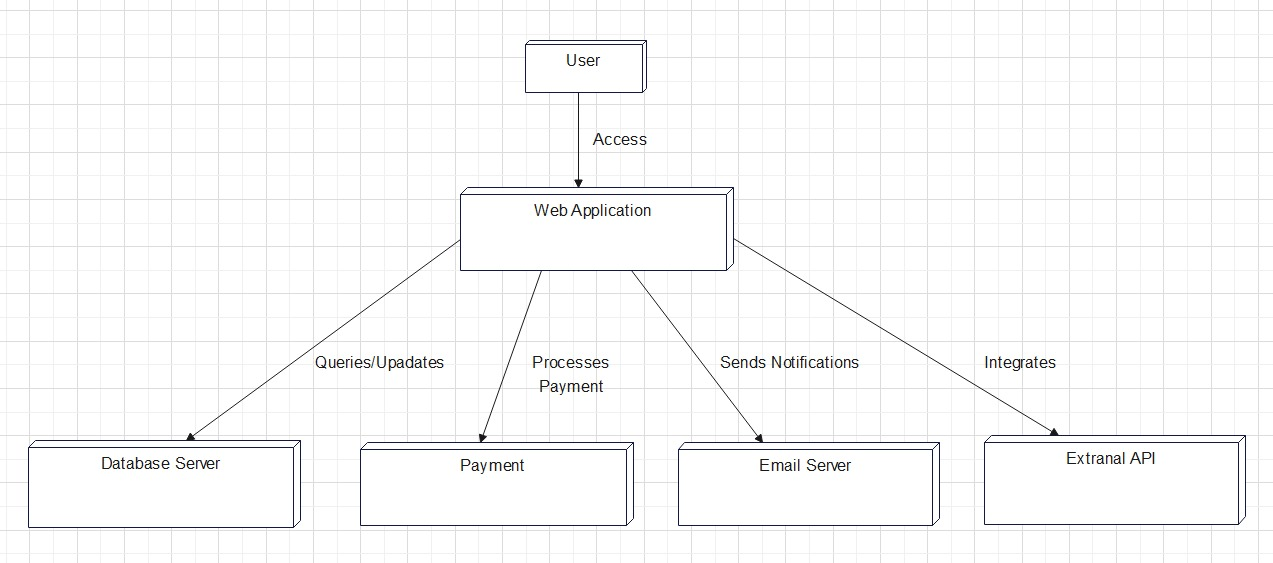 User
Access
Web Application
Queries/Upadates
Processes
Payment
Sends Notifications
Integrates
Database Server
Payment
Email Server
Extranal API